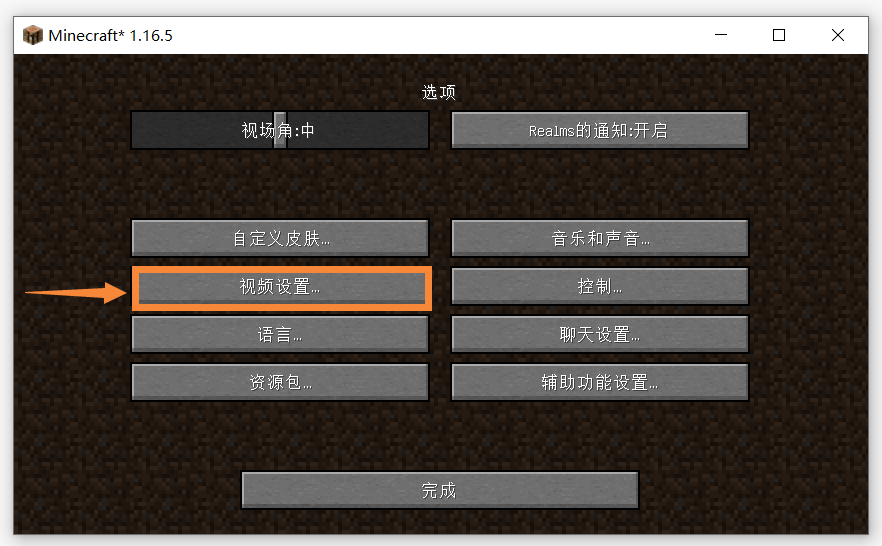 Minecraft* 1.16.5
选项
视场角:中
Realms的通知:开启
自定义皮肤...
音乐和声音...
视频设置...
控制...
语言...
聊天设置...
资源包...
辅助功能设置...
完成